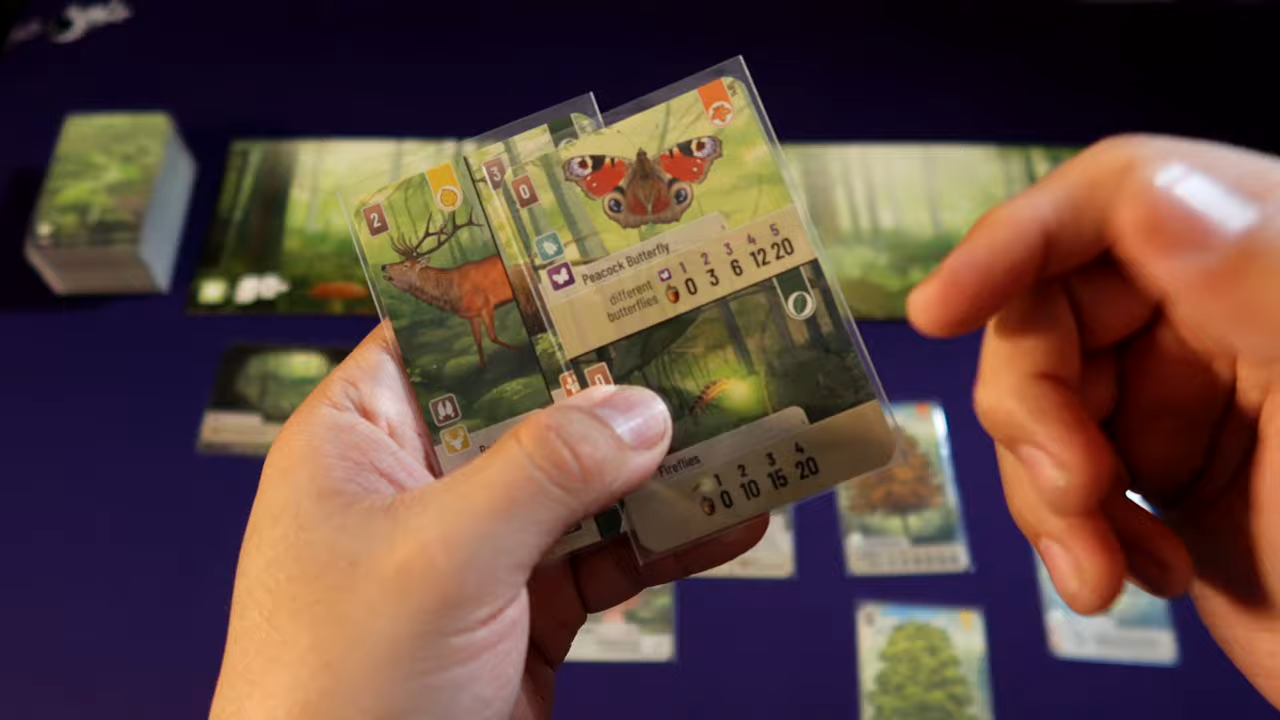 2
3
0
Peacock Butterfly
1 2 3 4 5
different
butterflies
0 3 6 12 20
0
Fireflies
1 2 3 4
0 10 15 20